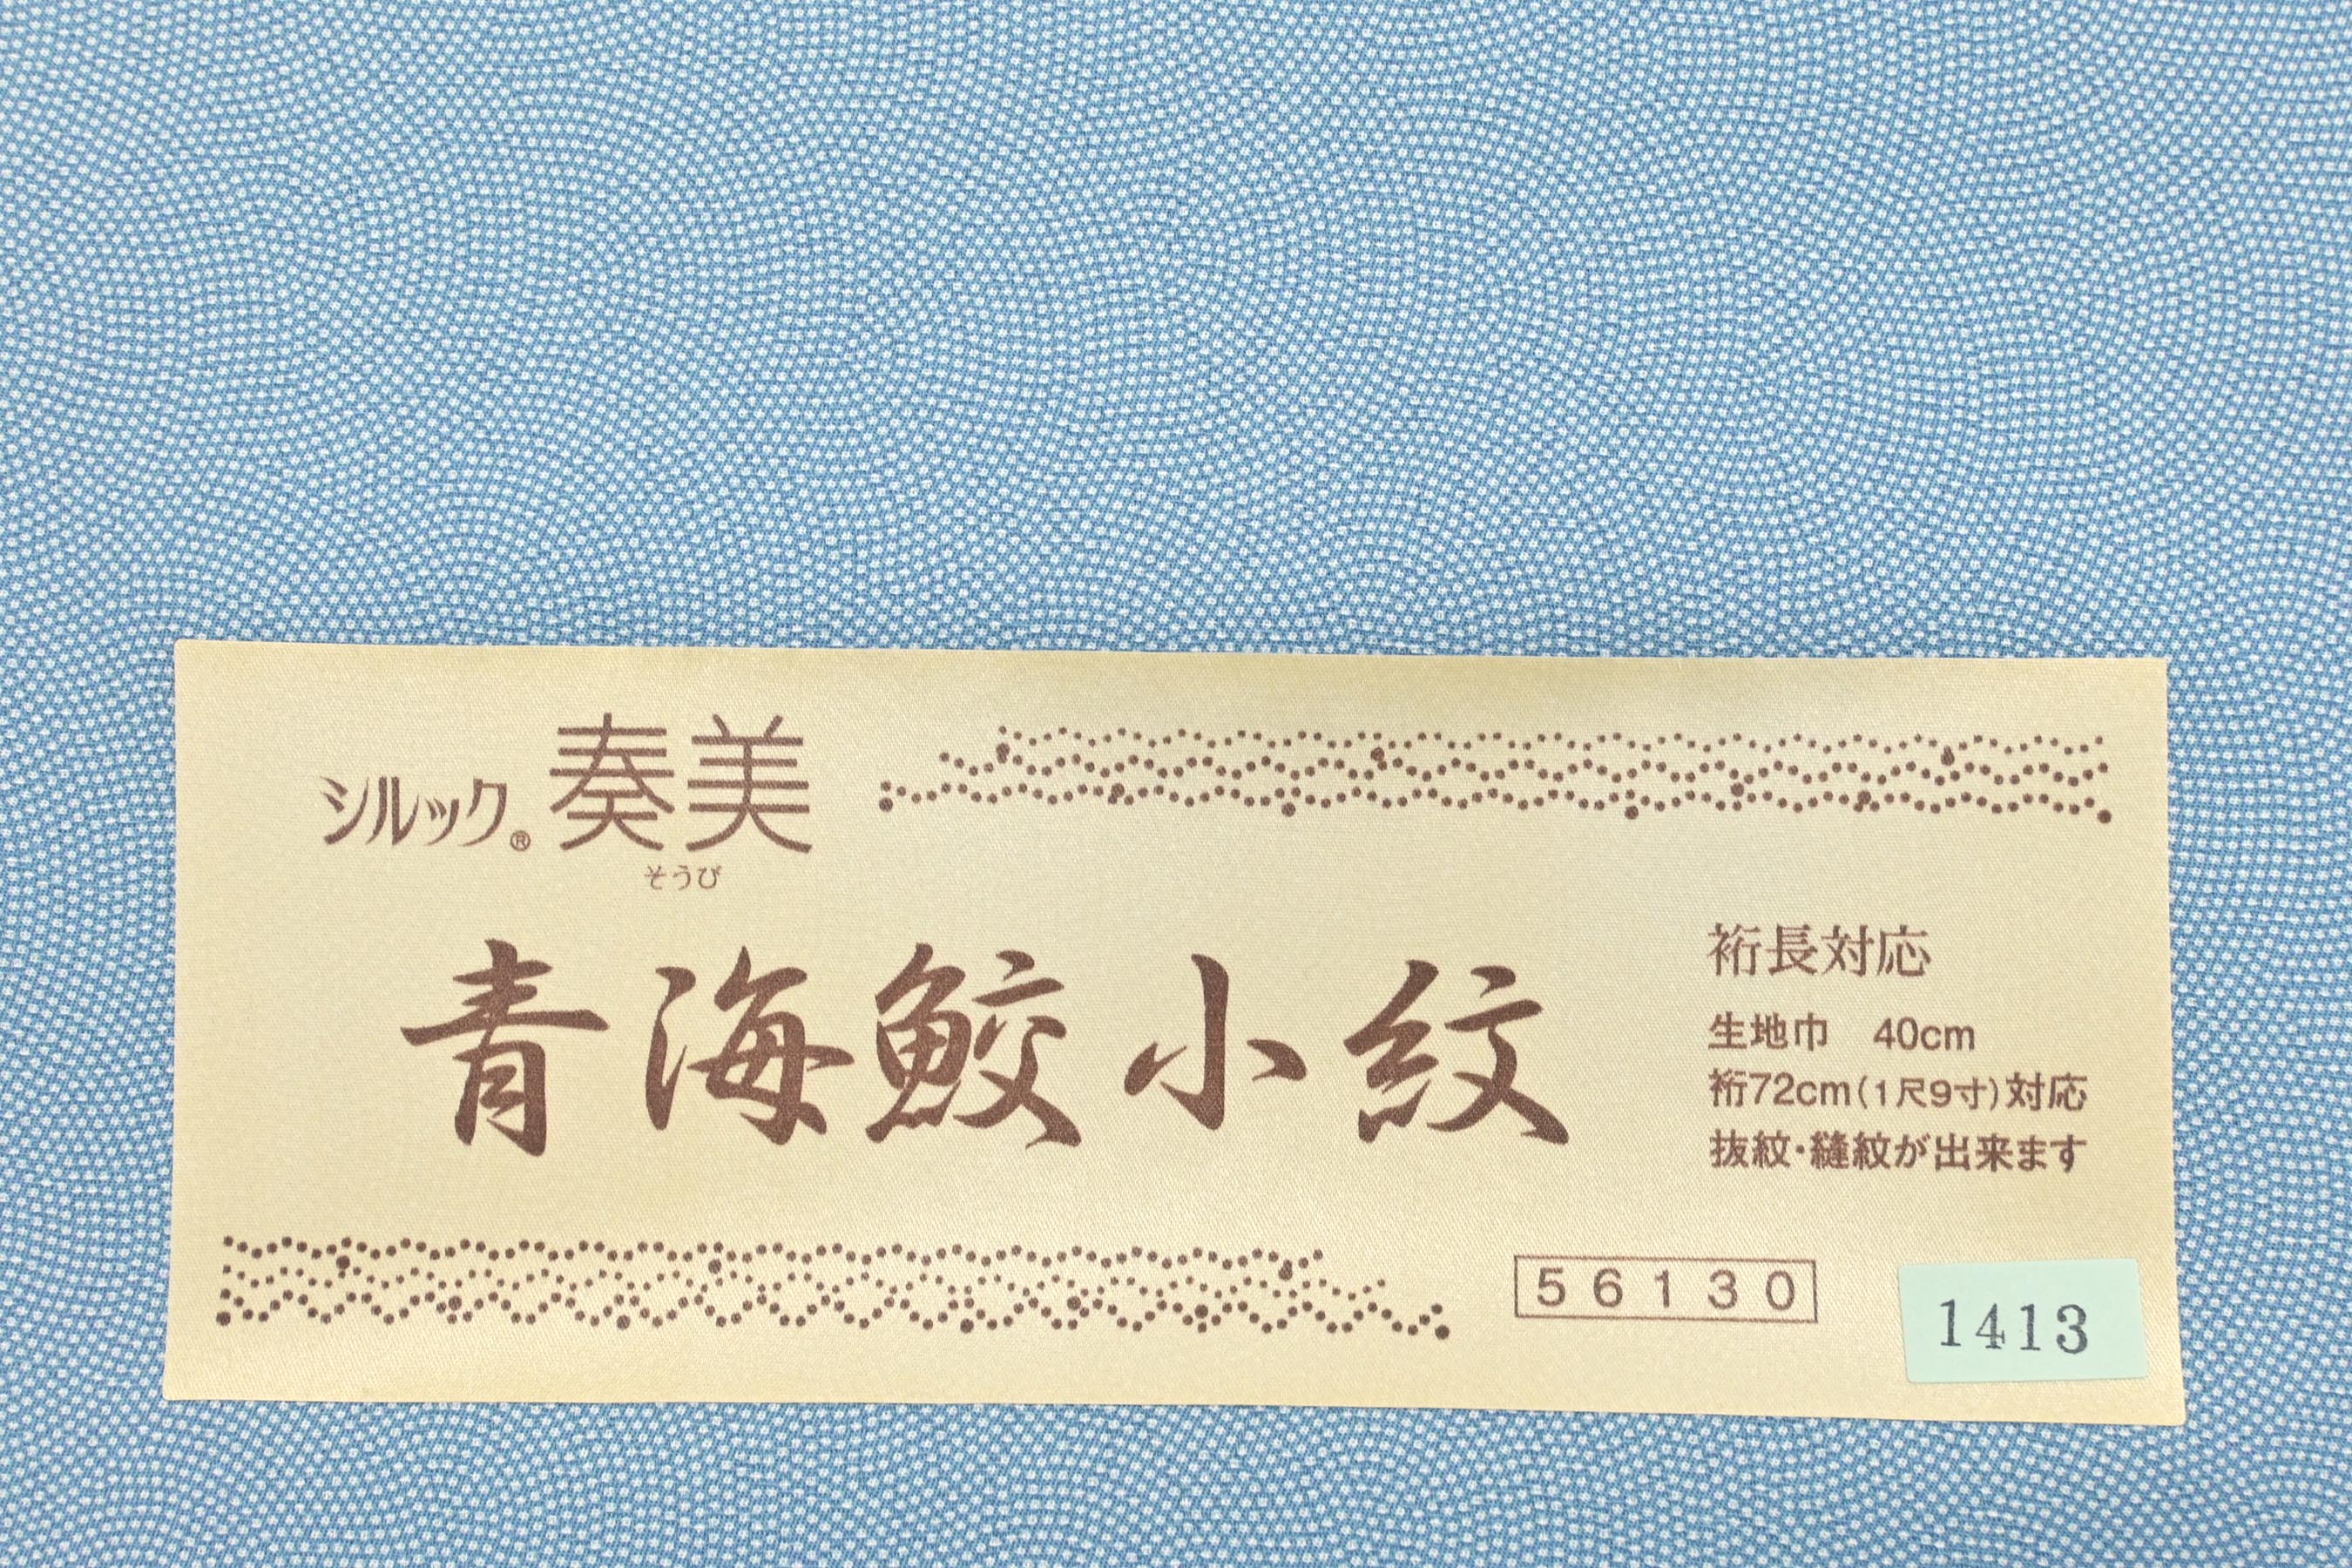 シルック® 奏美
そうび
青海鮫小紋
裄長対応
生地巾 40cm
裄72cm(1尺9寸)対応
抜紋・縫紋が出来ます
56130
1413